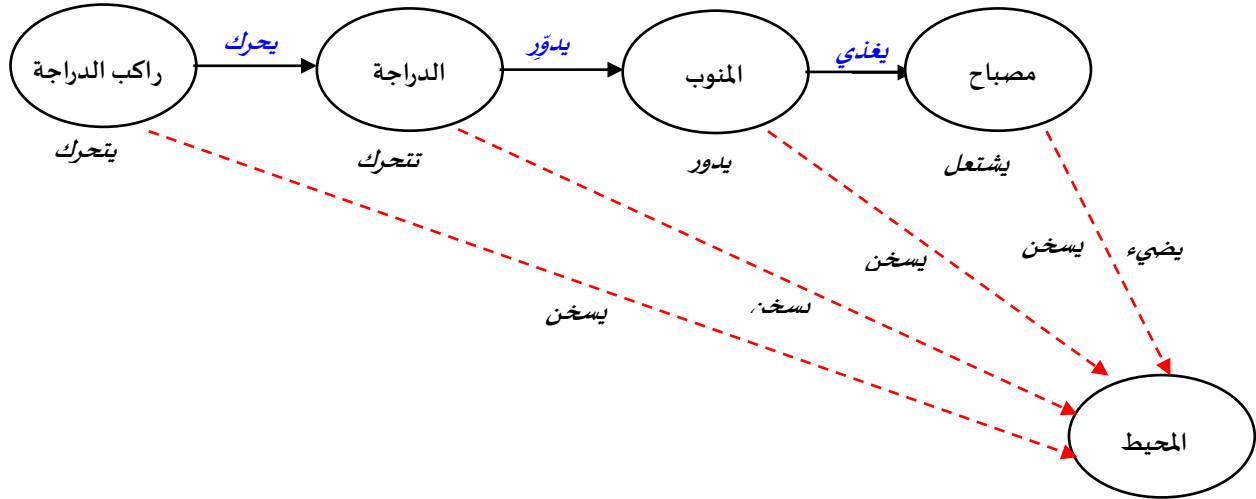 راكب الدراجة
يحرك
الدراجة
يدوِّر
المنوب
يغذي
مصباح
يتحرك
تتحرك
يدور
يشتعل
يسخن
يسخن
يسخن
يضيء
المحيط